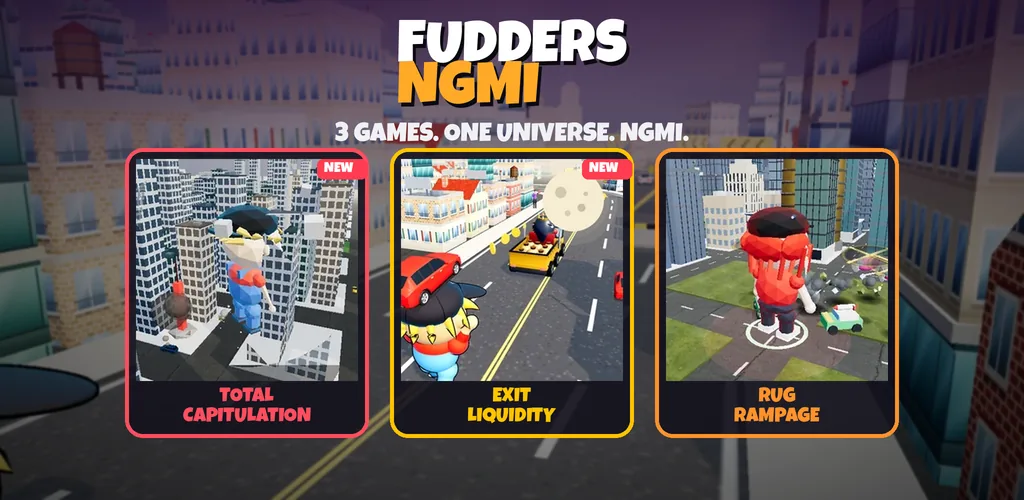 FUDDERS
NGMI
3 GAMES. ONE UNIVERSE. NGMI.
NEW
NEW
TOTAL
CAPITULATION
EXIT
LIQUIDITY
RUG
RAMPAGE